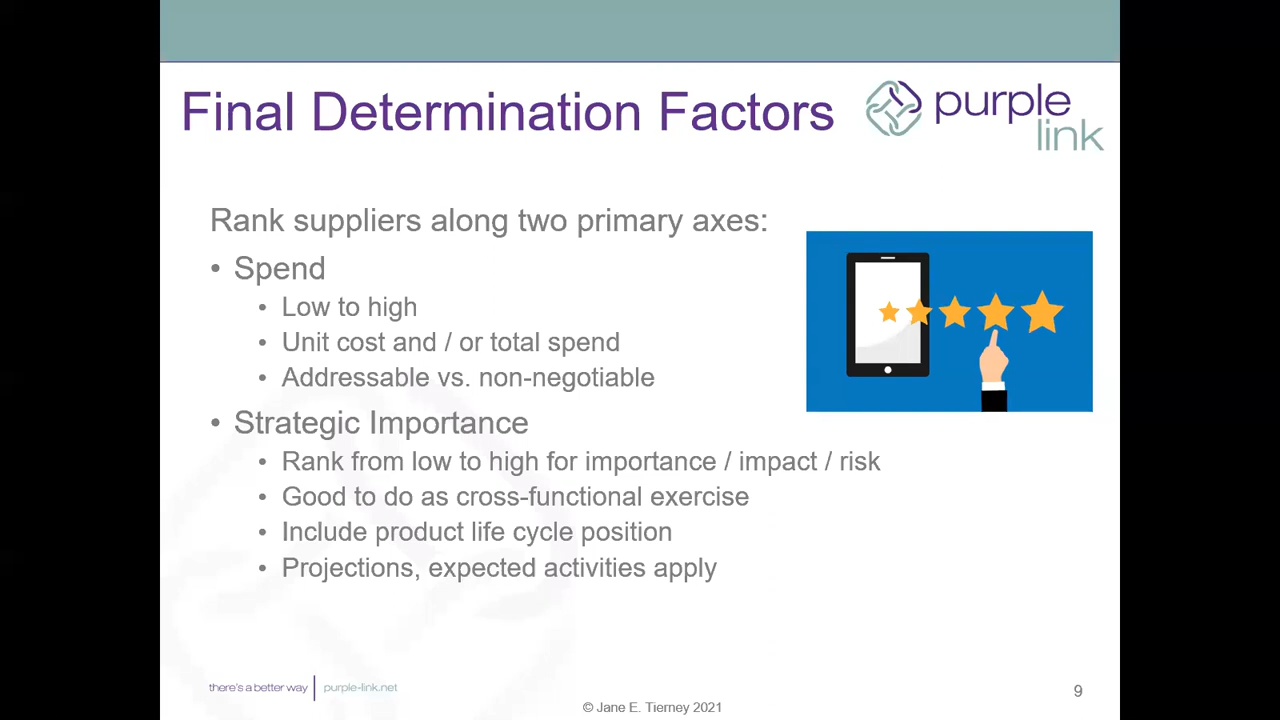 Final Determination Factors
purple
link
Rank suppliers along two primary axes:
• Spend
• Low to high
• Unit cost and / or total spend
• Addressable vs. non-negotiable
• Strategic Importance
• Rank from low to high for importance / impact / risk
• Good to do as cross-functional exercise
• Include product life cycle position
• Projections, expected activities apply
there's a better way | purple-link.net
© Jane E. Tierney 2021
9